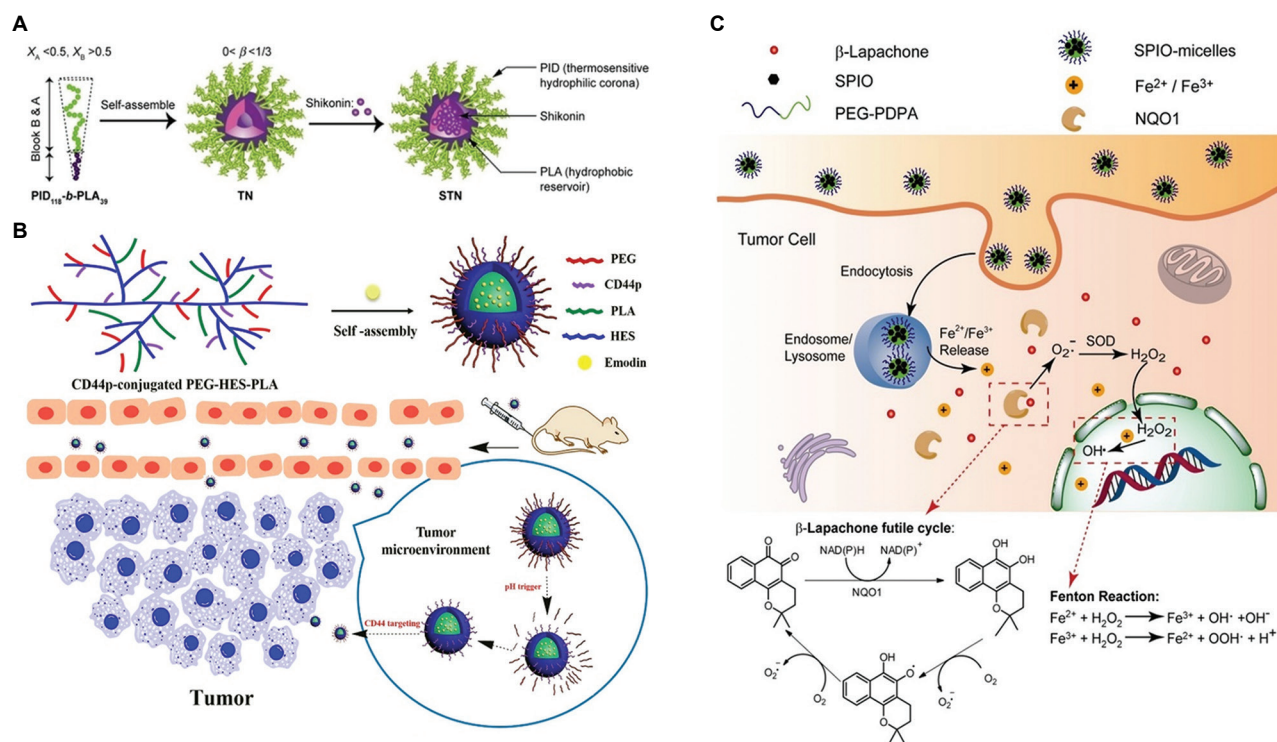 A
X_A <0.5, X_B >0.5
Blook B & A
PID₁₁₈-b-PLA₃₉
Self-assemble
0< β <1/3
TN
Shikonin:
STN
PID (thermosensitive
hydrophilic corona)
Shikonin
PLA (hydrophobic
reservoir)
B
CD44p-conjugated PEG-HES-PLA
Self -assembly
PEG
CD44p
PLA
HES
Emodin
Tumor
microenvironment
pH trigger
CD44 targeting
Tumor
C
β-Lapachone
SPIO
PEG-PDPA
SPIO-micelles
Fe²⁺ / Fe³⁺
NQO1
Tumor Cell
Endocytosis
Endosome/
Lysosome
Fe²⁺/Fe³⁺
Release
O₂·⁻
SOD
H₂O₂
H₂O₂
OH·
β-Lapachone futile cycle:
NAD(P)H
NAD(P)⁺
NQO1
O
O
O
OH
OH
O
O₂
O₂·⁻
OH
O·
O
O₂
O₂·⁻
Fenton Reaction:
Fe²⁺ + H₂O₂ → Fe³⁺ + OH· +OH⁻
Fe³⁺ + H₂O₂ → Fe²⁺ + OOH· + H⁺